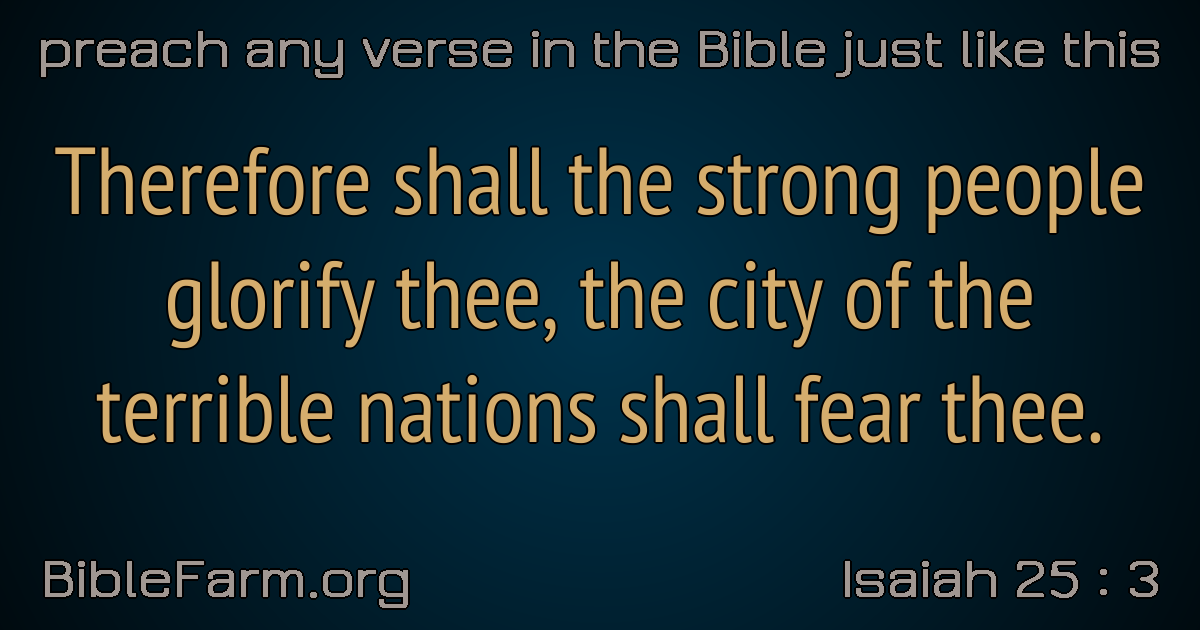 preach any verse in the Bible just like this
Therefore shall the strong people
glorify thee, the city of the
terrible nations shall fear thee.
BibleFarm.org
Isaiah 25 : 3